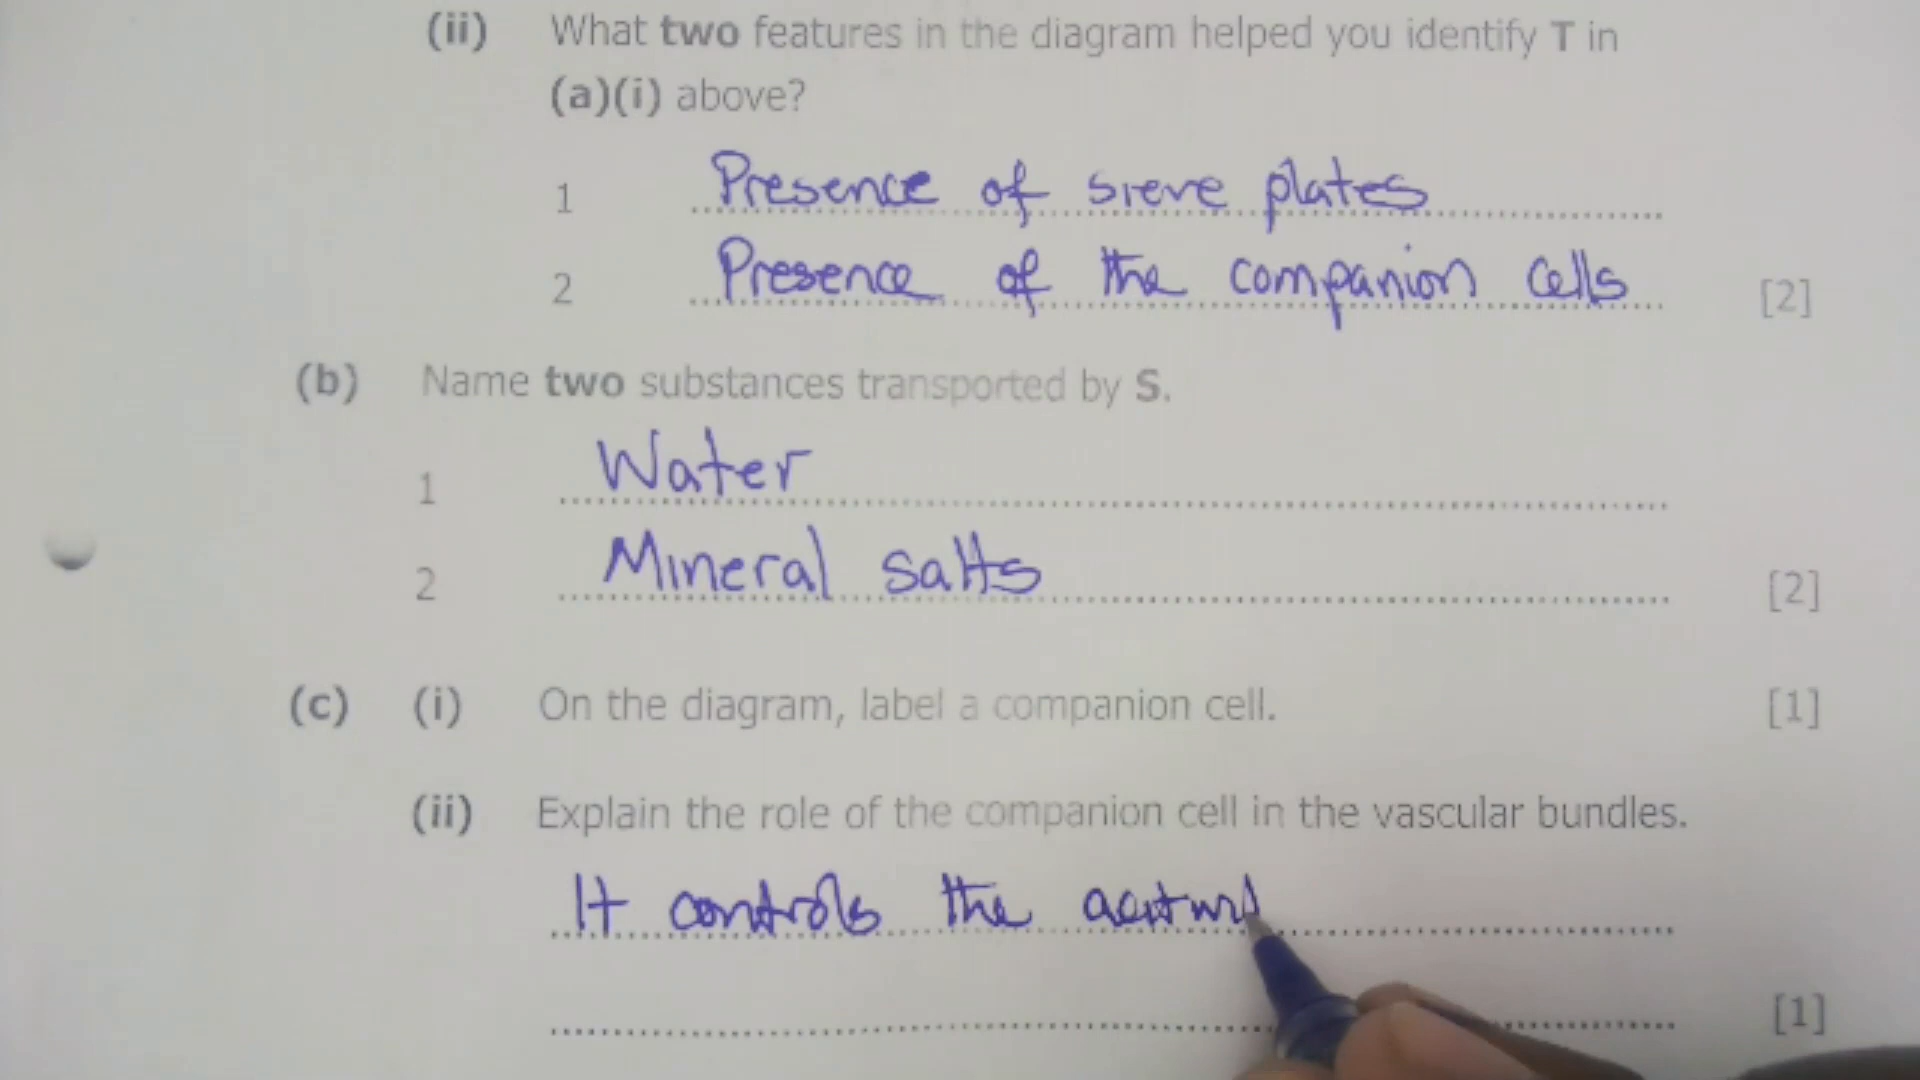 (ii) What two features in the diagram helped you identify T in
(a)(i) above?
1 Presence of sieve plates
2 Presence of the companion cells [2]
(b) Name two substances transported by S.
1 Water
2 Mineral salts [2]
(c) (i) On the diagram, label a companion cell. [1]
(ii) Explain the role of the companion cell in the vascular bundles.
It controls the
[1]